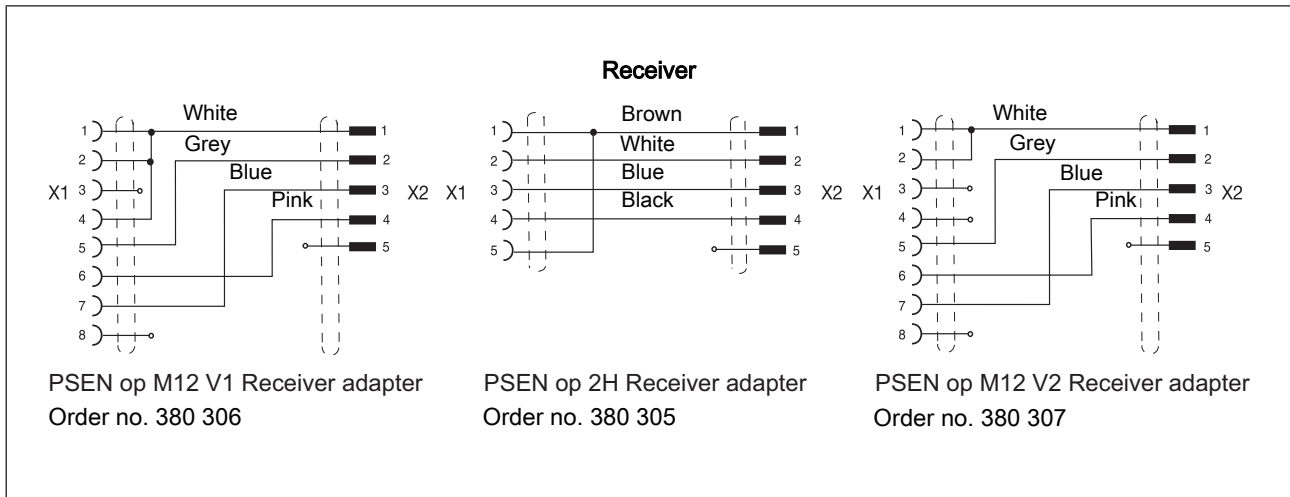 Receiver
White
1 1
Grey
2 2
Blue
X1 3 3 X2
Pink
4 4
5 5
6
7
8
PSEN op M12 V1 Receiver adapter
Order no. 380 306
Brown
1 1
White
2 2
Blue
X1 3 3 X2
Black
4 4
5 5
PSEN op 2H Receiver adapter
Order no. 380 305
White
1 1
Grey
2 2
Blue
X1 3 3 X2
Pink
4 4
5 5
6
7
8
PSEN op M12 V2 Receiver adapter
Order no. 380 307